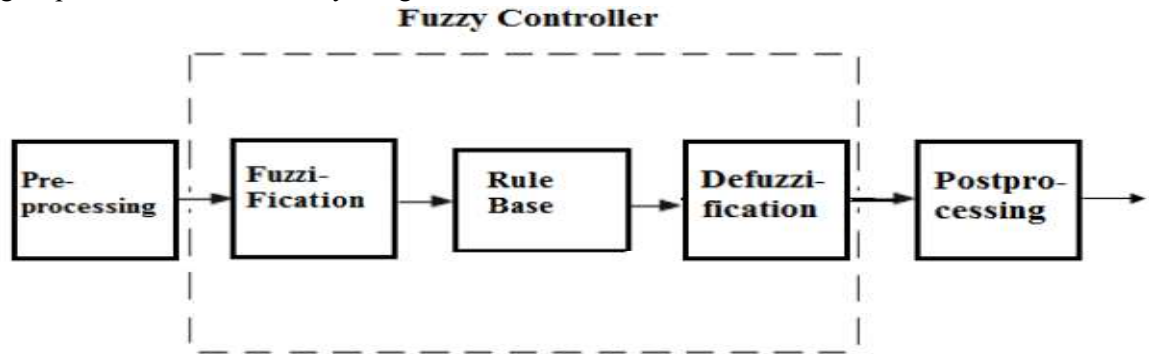 Fuzzy Controller
Pre-
processing
Fuzzi-
Fication
Rule
Base
Defuzzi-
fication
Postpro-
cessing